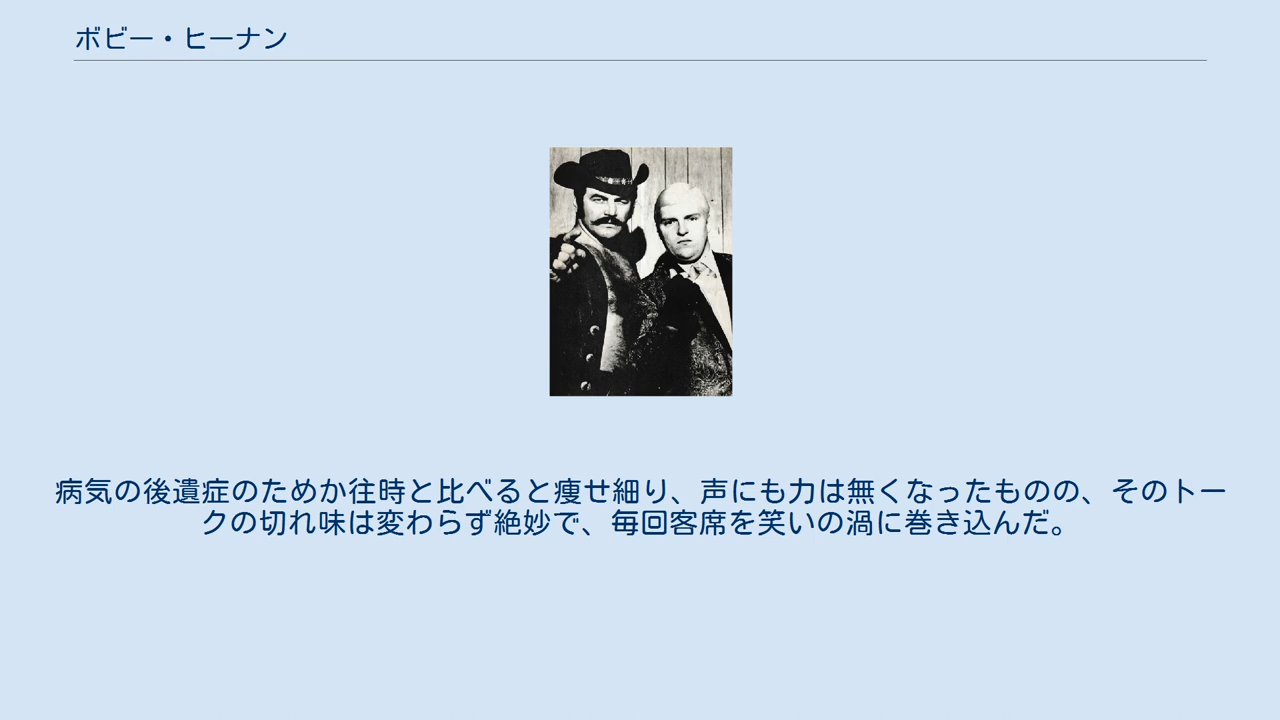 ボビー・ヒーナン
病気の後遺症のためか往時と比べると痩せ細り、声にも力は無くなったものの、そのトー
クの切れ味は変わらず絶妙で、毎回客席を笑いの渦に巻き込んだ。